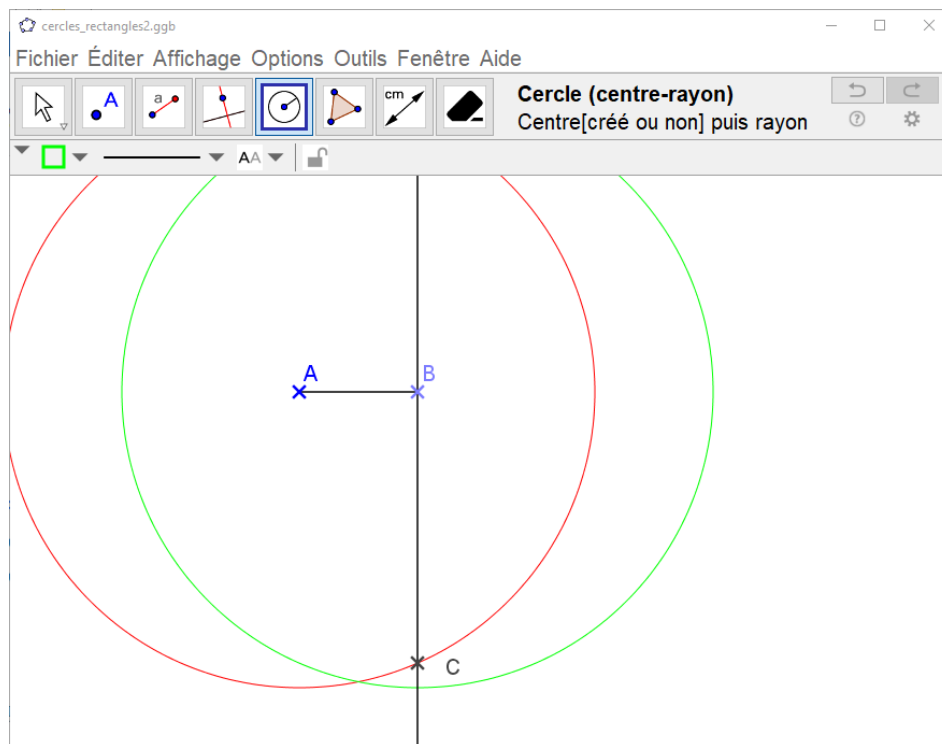 cercles_rectangles2.ggb
Fichier Éditer Affichage Options Outils Fenêtre Aide
A a cm Cercle (centre-rayon)
Centre[créé ou non] puis rayon
AA
A B
C